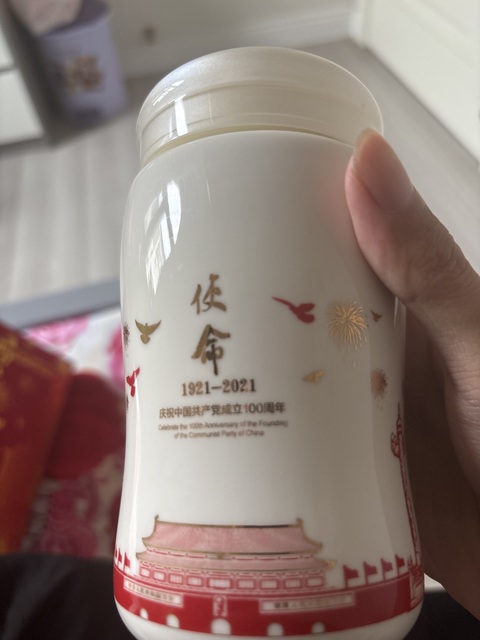 使
命
1921-2021
庆祝中国共产党成立100周年
Celebrate the 100th Anniversary of the Founding
of the Communist Party of China